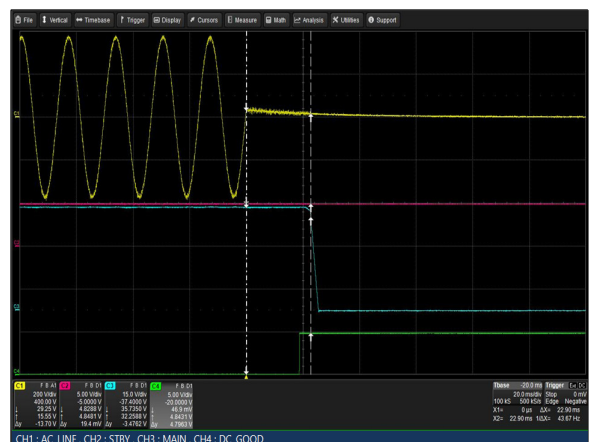 File Vertical Timebase Trigger Display Cursors Measure Math Analysis Utilities Support
C1 F B A1 C2 F B D1 C3 F B D1 C4 F B D1
200 V/div 5.00 V/div 15.0 V/div 5.00 V/div
400.00 V -5.0000 V -37.4000 V -20.0000 V
↓ 29.25 V ↓ 4.8288 V ↓ 35.7350 V ↓ 46.9 mV
↑ 15.55 V ↑ 4.8481 V ↑ 32.2588 V ↑ 4.8431 V
Δy -13.70 V Δy 19.4 mV Δy -3.4762 V Δy 4.7963 V
Tbase -20.0 ms Trigger DC
20.0 ms/div Stop 0 mV
100 kS 500 kS/s Edge Negative
X1= 0 µs ΔX= 22.90 ms
X2= 22.90 ms 1/ΔX= 43.67 Hz
CH1 : AC_LINE , CH2 : STBY , CH3 : MAIN , CH4 : DC_GOOD